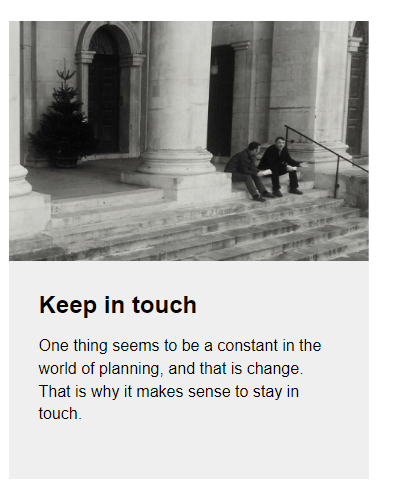 Keep in touch
One thing seems to be a constant in the
world of planning, and that is change.
That is why it makes sense to stay in
touch.